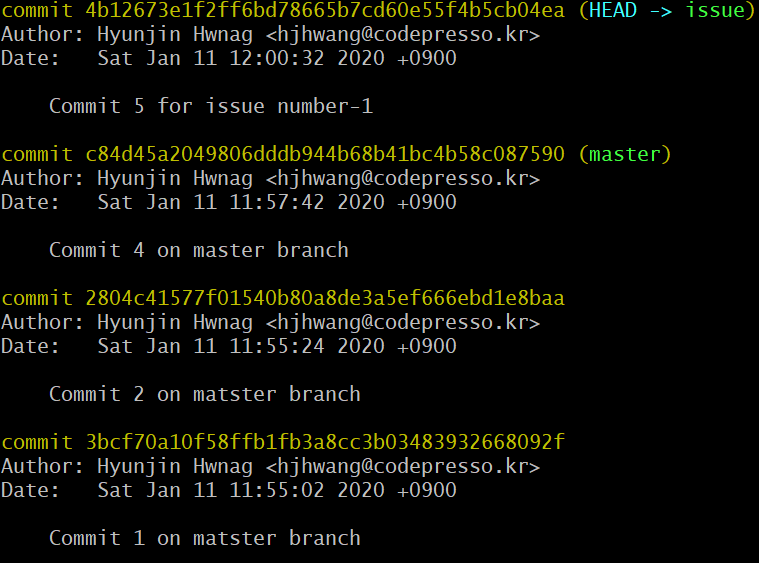 commit 4b12673e1f2ff6bd78665b7cd60e55f4b5cb04ea (HEAD -> issue)
Author: Hyunjin Hwnag <hjhwang@codepresso.kr>
Date:   Sat Jan 11 12:00:32 2020 +0900
Commit 5 for issue number-1
commit c84d45a2049806dddb944b68b41bc4b58c087590 (master)
Author: Hyunjin Hwnag <hjhwang@codepresso.kr>
Date:   Sat Jan 11 11:57:42 2020 +0900
Commit 4 on master branch
commit 2804c41577f01540b80a8de3a5ef666ebd1e8baa
Author: Hyunjin Hwnag <hjhwang@codepresso.kr>
Date:   Sat Jan 11 11:55:24 2020 +0900
Commit 2 on matster branch
commit 3bcf70a10f58ffb1fb3a8cc3b03483932668092f
Author: Hyunjin Hwnag <hjhwang@codepresso.kr>
Date:   Sat Jan 11 11:55:02 2020 +0900
Commit 1 on matster branch